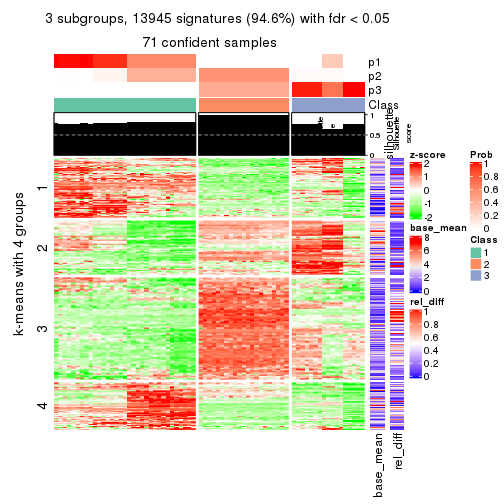 3 subgroups, 13945 signatures (94.6%) with fdr < 0.05
71 confident samples
p1
p2
p3
Class
1
0.5
0
silhouette
score
k-means with 4 groups
1
2
3
4
base_mean
rel_diff
z-score
2
1
0
-1
-2
base_mean
8
6
4
2
0
rel_diff
1
0.8
0.6
0.4
0.2
0
Prob
1
0.8
0.6
0.4
0.2
0
Class
1
2
3